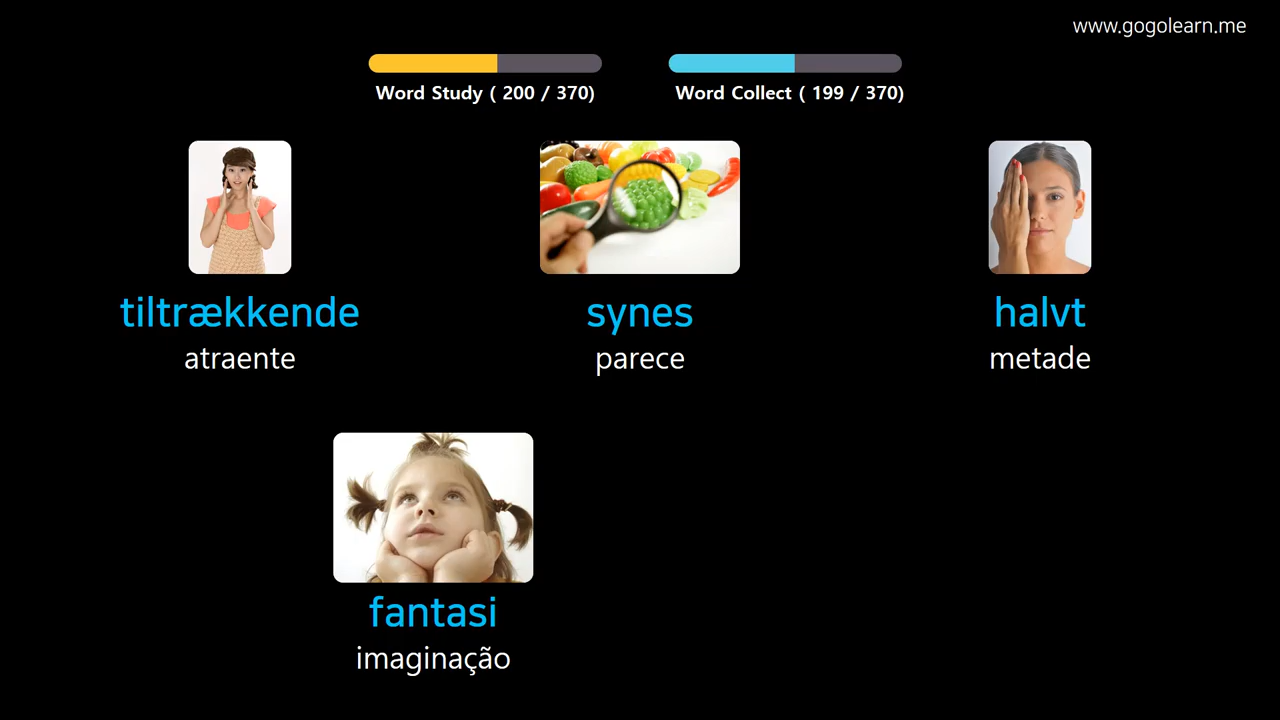 www.gogolearn.me
Word Study ( 200 / 370)
Word Collect ( 199 / 370)
tiltrækkende
atraente
synes
parece
halvt
metade
fantasi
imaginação